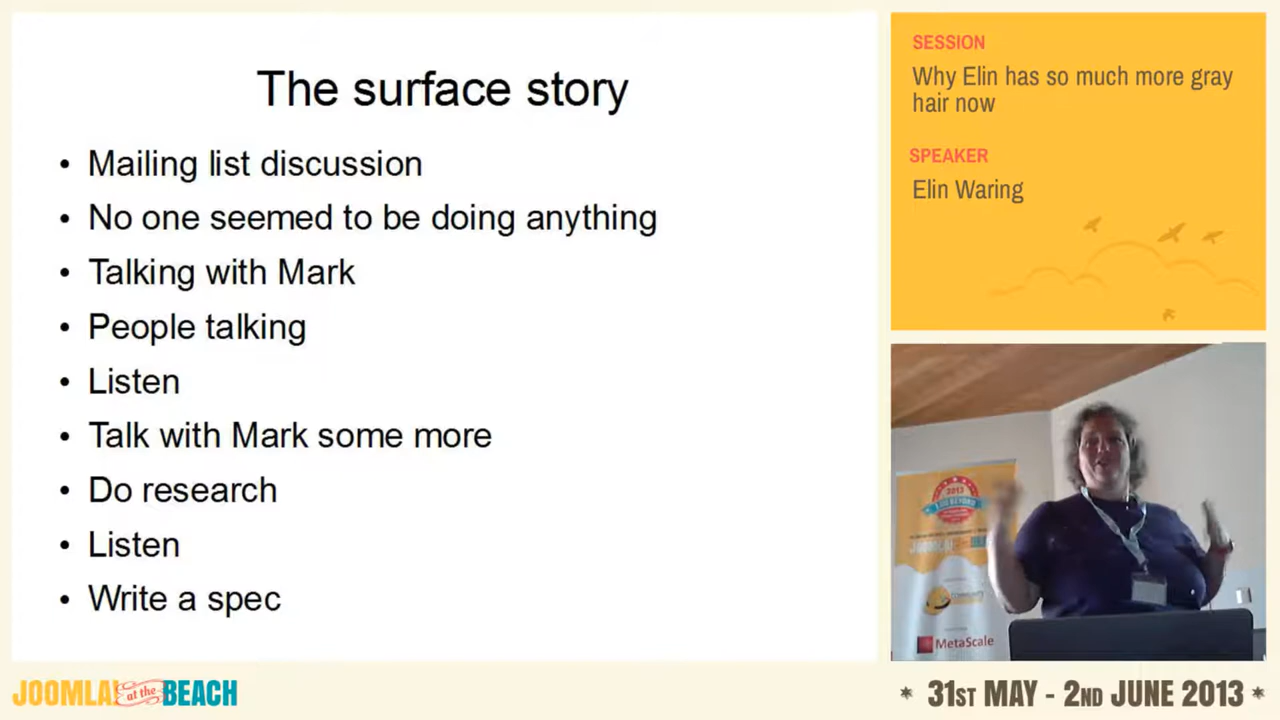 The surface story
• Mailing list discussion
• No one seemed to be doing anything
• Talking with Mark
• People talking
• Listen
• Talk with Mark some more
• Do research
• Listen
• Write a spec
SESSION
Why Elin has so much more gray
hair now
SPEAKER
Elin Waring
2013
MetaScale
JOOMLA! at the BEACH
* 31ST MAY - 2ND JUNE 2013 *